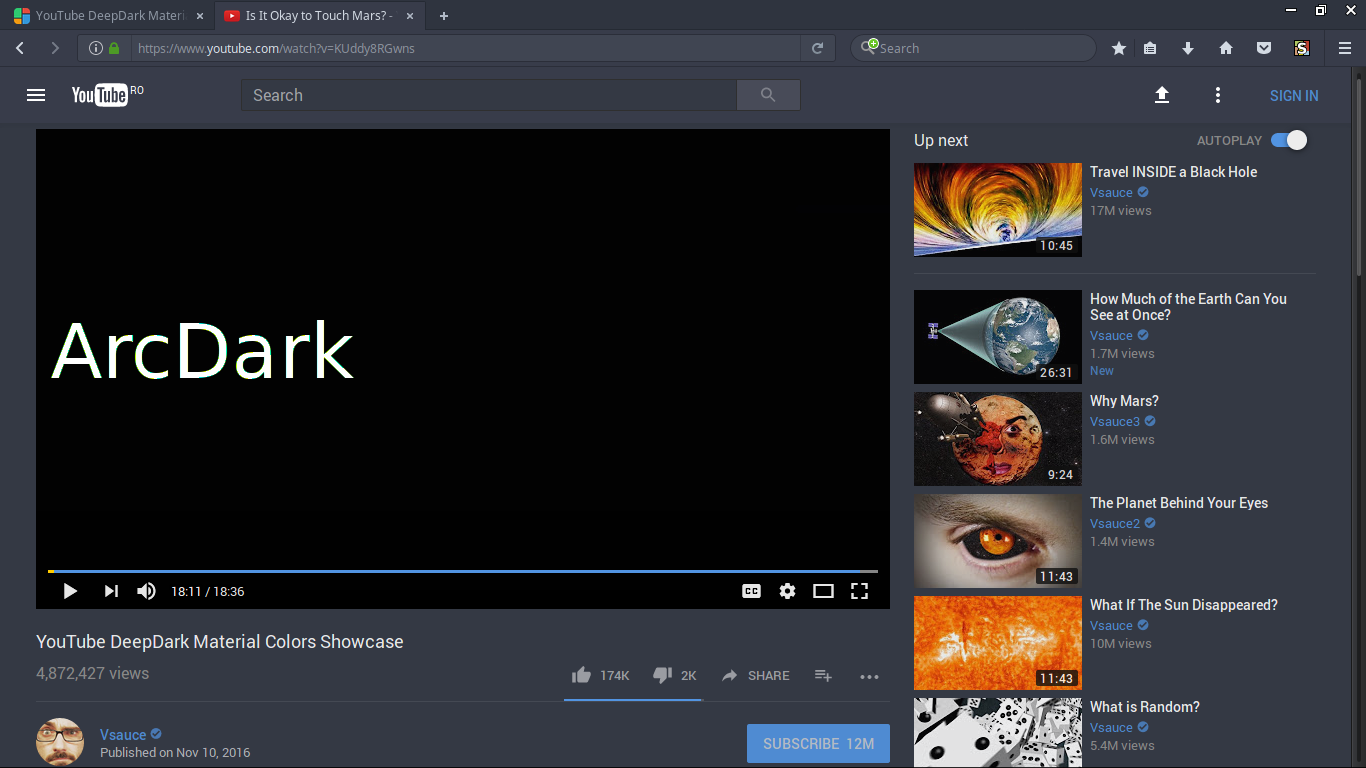 YouTube DeepDark Materi
Is It Okay to Touch Mars? -
https://www.youtube.com/watch?v=KUddy8RGwns
Search
YouTube RO
Search
SIGN IN
ArcDark
18:11 / 18:36
CC
YouTube DeepDark Material Colors Showcase
4,872,427 views
174K
2K
SHARE
Vsauce
Published on Nov 10, 2016
SUBSCRIBE 12M
Up next
AUTOPLAY
Travel INSIDE a Black Hole
Vsauce
17M views
10:45
How Much of the Earth Can You
See at Once?
Vsauce
1.7M views
New
26:31
Why Mars?
Vsauce3
1.6M views
9:24
The Planet Behind Your Eyes
Vsauce2
1.4M views
11:43
What If The Sun Disappeared?
Vsauce
10M views
11:43
What is Random?
Vsauce
5.4M views